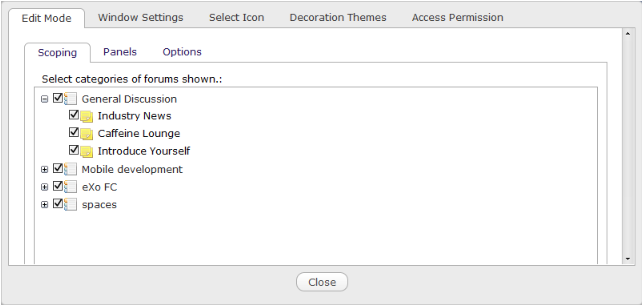 Edit Mode Window Settings Select Icon Decoration Themes Access Permission
Scoping Panels Options
Select categories of forums shown.:
General Discussion
Industry News
Caffeine Lounge
Introduce Yourself
Mobile development
eXo FC
spaces
Close